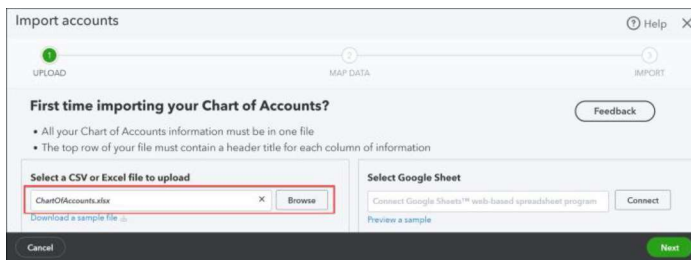 Import accounts
Help
1 2 3
UPLOAD MAP DATA IMPORT
First time importing your Chart of Accounts?
Feedback
• All your Chart of Accounts information must be in one file
• The top row of your file must contain a header title for each column of information
Select a CSV or Excel file to upload
ChartOfAccounts.xlsx Browse
Download a sample file
Select Google Sheet
Connect Google Sheets™ web-based spreadsheet program Connect
Preview a sample
Cancel Next